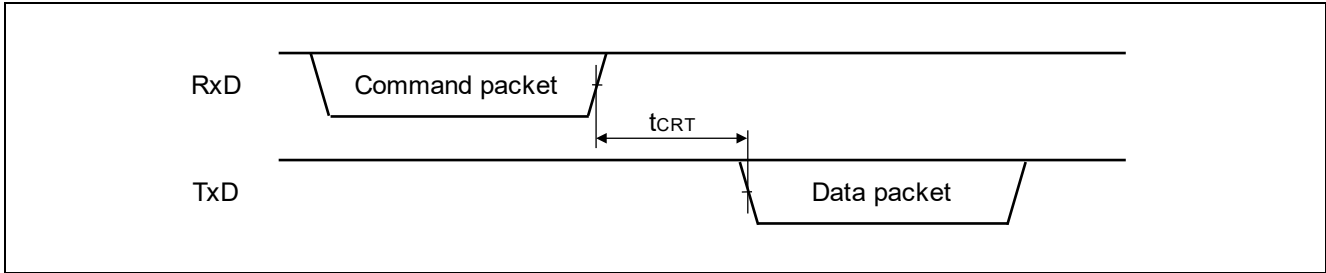 RxD
Command packet
tCRT
TxD
Data packet